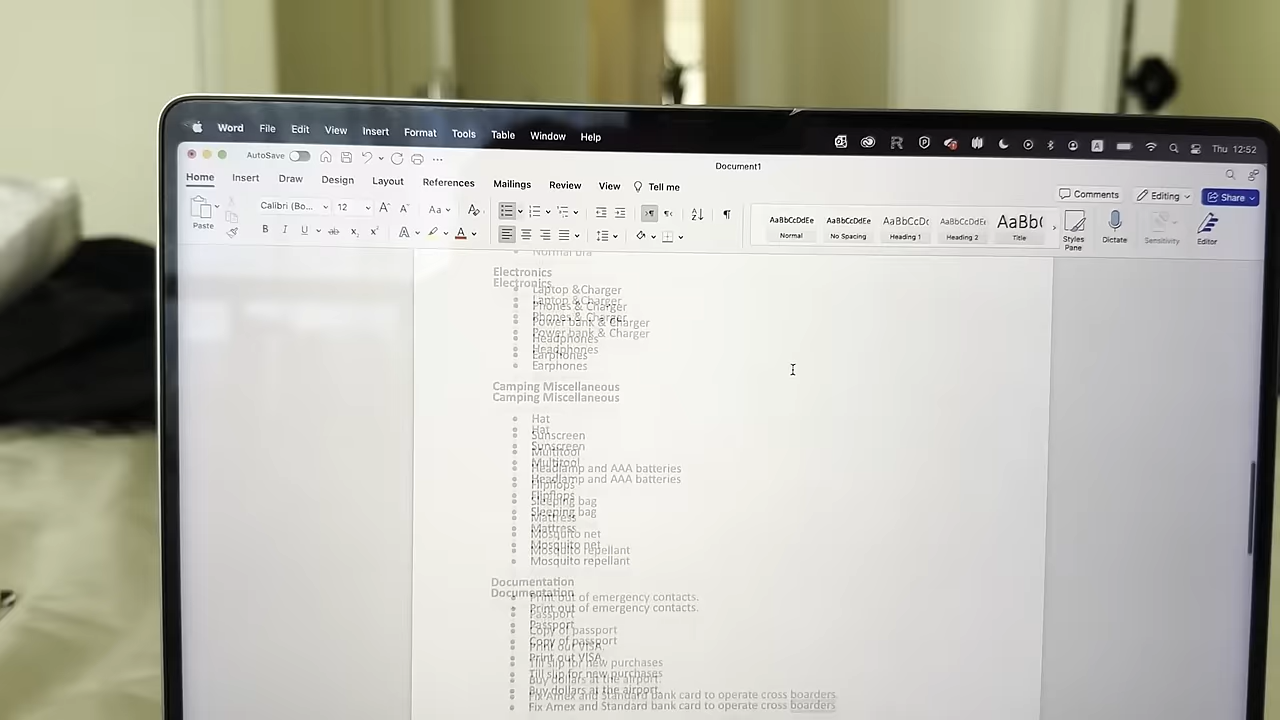 Word File Edit View Insert Format Tools Table Window Help
A Thu 12:52
AutoSave
Document1
Home Insert Draw Design Layout References Mailings Review View Tell me
Comments Editing Share
Paste
Calibri (Bo... 12
AaBbCcDdEe AaBbCcDdEe AaBbCcDc AaBbCcDdEe AaBb(
Normal No Spacing Heading 1 Heading 2 Title
Styles Pane
Dictate
Sensitivity
Editor
Normal bra
Electronics
Laptop &Charger
Phones & Charger
Power bank & Charger
Headphones
Earphones
Camping Miscellaneous
Hat
Sunscreen
Multitool
Headlamp and AAA batteries
Flipflops
Sleeping bag
Mattress
Mosquito net
Mosquito repellant
Documentation
Print out of emergency contacts.
Passport
Copy of passport
Print out VISA.
Till slip for new purchases
Buy dollars at the airport.
Fix Amex and Standard bank card to operate cross boarders